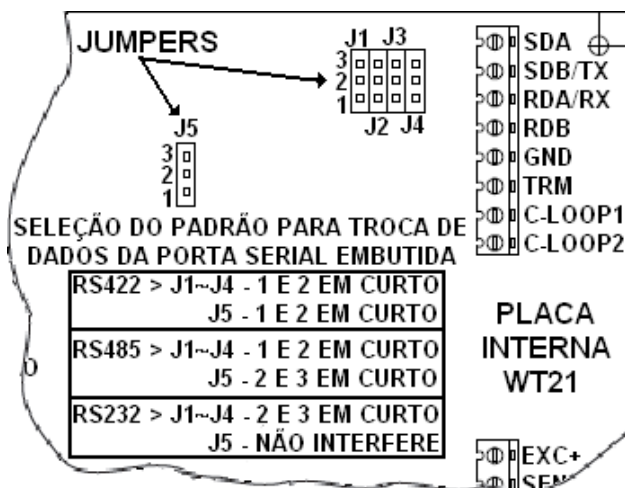 JUMPERS
J1 J3
3
2
1
J2 J4
J5
3
2
1
SDA
SDB/TX
RDA/RX
RDB
GND
TRM
C-LOOP1
C-LOOP2
SELEÇÃO DO PADRÃO PARA TROCA DE
DADOS DA PORTA SERIAL EMBUTIDA
RS422 > J1~J4 - 1 E 2 EM CURTO
J5 - 1 E 2 EM CURTO
RS485 > J1~J4 - 1 E 2 EM CURTO
J5 - 2 E 3 EM CURTO
RS232 > J1~J4 - 2 E 3 EM CURTO
J5 - NÃO INTERFERE
PLACA
INTERNA
WT21
EXC+